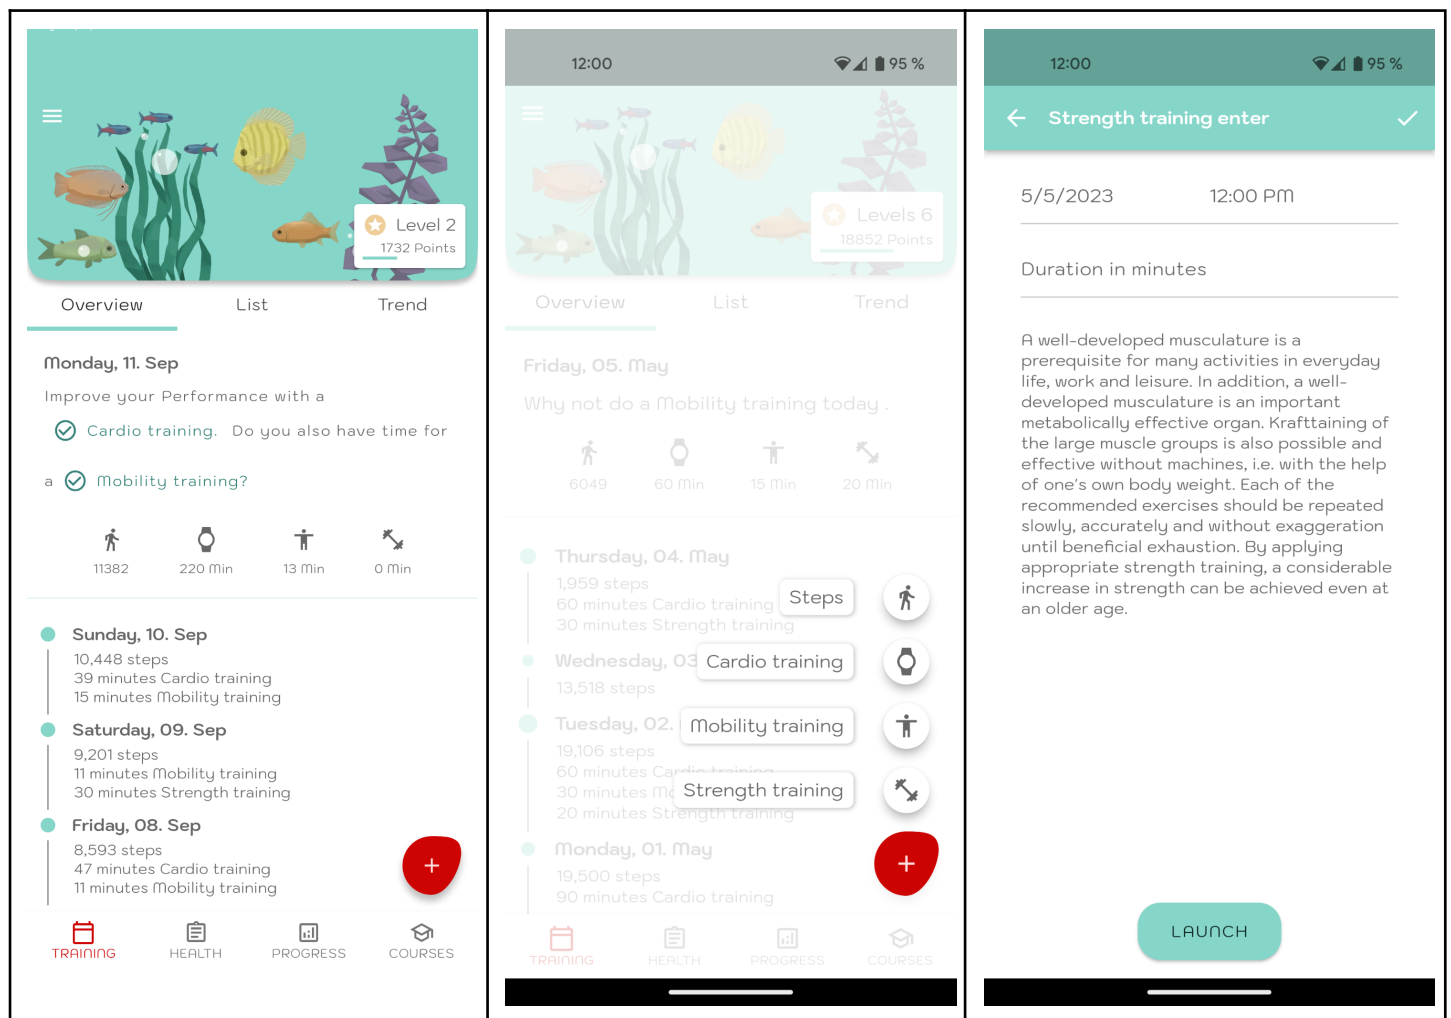 Level 2
1732 Points
Overview List Trend
Monday, 11. Sep
Improve your Performance with a
Cardio training. Do you also have time for
a Mobility training?
11382 220 Min 13 Min 0 Min
Sunday, 10. Sep
10,448 steps
39 minutes Cardio training
15 minutes Mobility training
Saturday, 09. Sep
9,201 steps
11 minutes Mobility training
30 minutes Strength training
Friday, 08. Sep
8,593 steps
47 minutes Cardio training
11 minutes Mobility training
+
TRAINING HEALTH PROGRESS COURSES
12:00 95 %
Levels 6
18852 Points
Overview List Trend
Friday, 05. May
Why not do a Mobility training today .
6049 60 Min 15 Min 20 Min
Thursday, 04. May
1,959 steps
60 minutes Cardio training
Steps
30 minutes Strength training
Wednesday, 03
Cardio training
13,518 steps
Tuesday, 02.
Mobility training
19,106 steps
60 minutes Cardio training
30 minutes Mo
Strength training
20 minutes Strength training
Monday, 01. May
19,500 steps
90 minutes Cardio training
+
TRAINING HEALTH PROGRESS COURSES
12:00 95 %
Strength training enter
5/5/2023 12:00 PM
Duration in minutes
A well-developed musculature is a
prerequisite for many activities in everyday
life, work and leisure. In addition, a well-
developed musculature is an important
metabolically effective organ. Krafttaining of
the large muscle groups is also possible and
effective without machines, i.e. with the help
of one's own body weight. Each of the
recommended exercises should be repeated
slowly, accurately and without exaggeration
until beneficial exhaustion. By applying
appropriate strength training, a considerable
increase in strength can be achieved even at
an older age.
LAUNCH